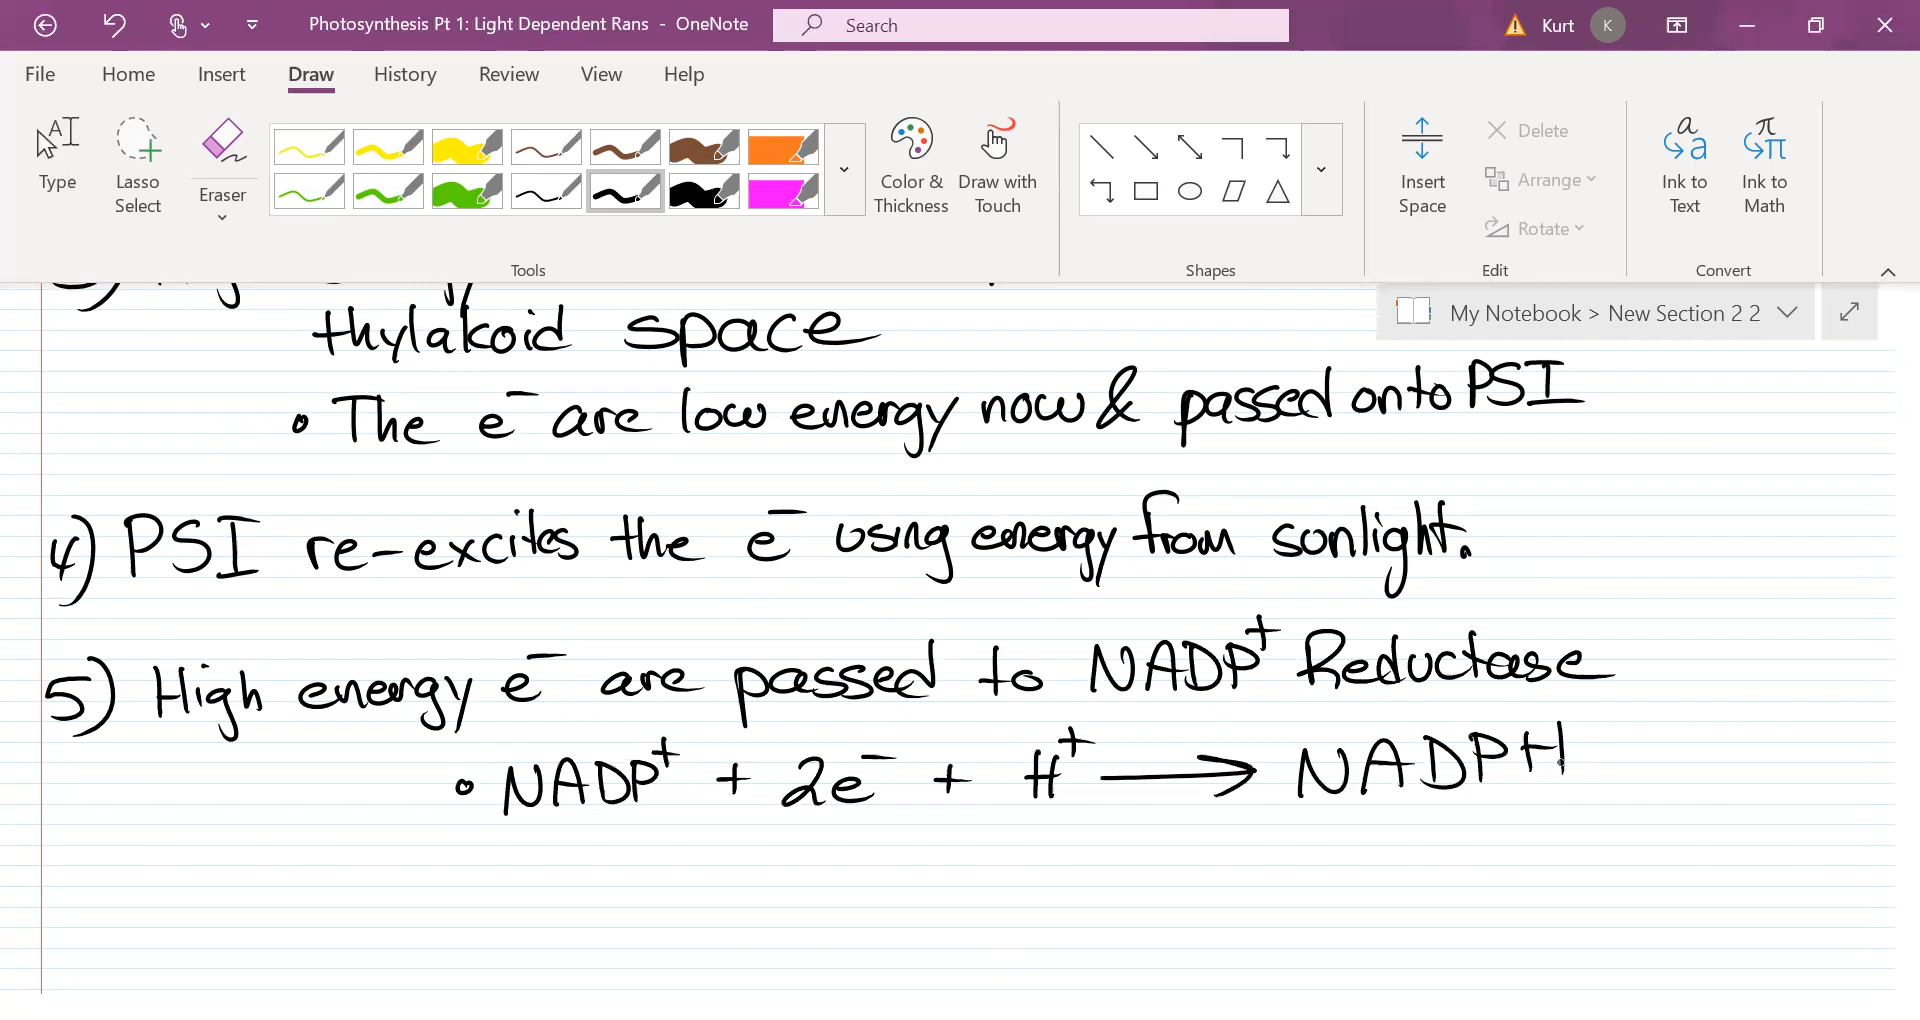 Photosynthesis Pt 1: Light Dependent Rans - OneNote
Search
Kurt
K
File Home Insert Draw History Review View Help
Type
Lasso Select
Eraser
Color & Thickness
Draw with Touch
Insert Space
Delete
Arrange
Rotate
Ink to Text
Ink to Math
Tools Shapes Edit Convert
My Notebook > New Section 2 2
thylakoid space
• The e⁻ are low energy now & passed onto PSI
4) PSI re-excites the e⁻ using energy from sunlight.
5) High energy e⁻ are passed to NADP⁺ Reductase
• NADP⁺ + 2e⁻ + H⁺ → NADPH